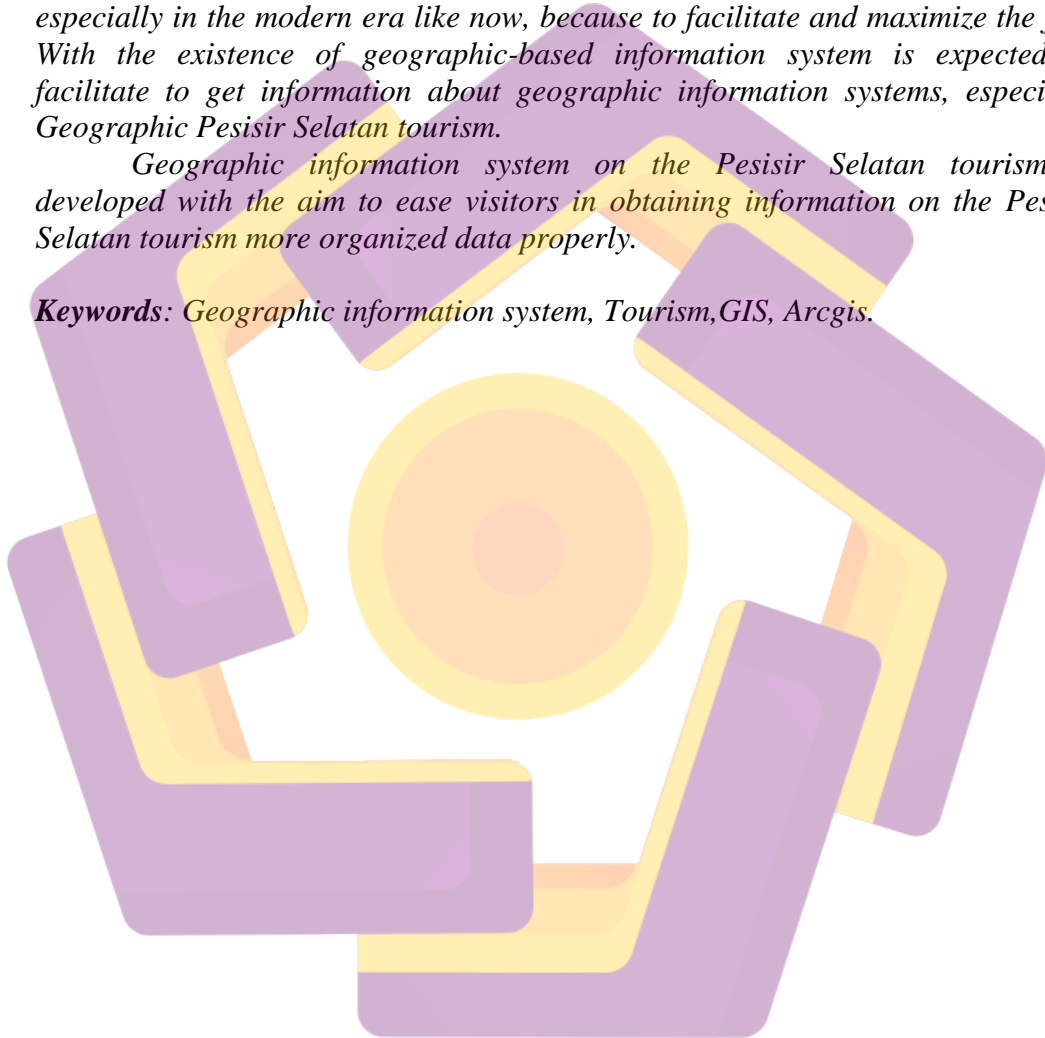 especially in the modern era like now, because to facilitate and maximize the
With the existence of geographic-based information system is expected
facilitate to get information about geographic information systems, especi
Geographic Pesisir Selatan tourism.
Geographic information system on the Pesisir Selatan tourism
developed with the aim to ease visitors in obtaining information on the Pes
Selatan tourism more organized data properly.
Keywords: Geographic information system, Tourism,GIS, Arcgis.